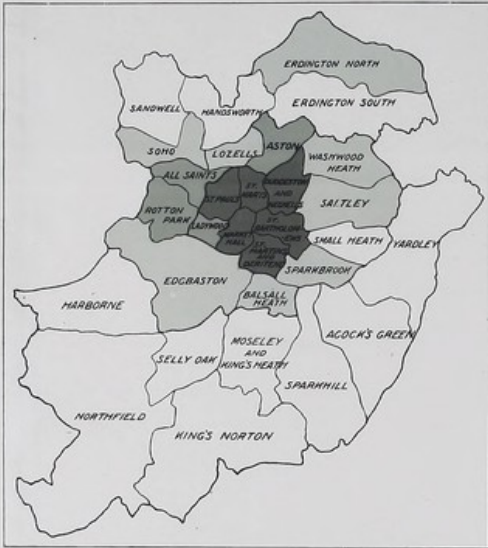 ERDINGTON NORTH
ERDINGTON SOUTH
SANDWELL
HANDSWORTH
SOHO
LOZELLS
ASTON
WASHWOOD
HEATH
ALL SAINTS
ST. PAULS
ST.
MARYS
DUDDESTON
AND
NECHELLS
SALTLEY
ROTTON
PARK
LADYWOOD
MARKET
HALL
ST.
BARTHOLOM-
EWS
ST.
MARTINS
AND
DERITEND
SMALL HEATH
YARDLEY
SPARKBROOK
EDGBASTON
BALSALL
HEATH
HARBORNE
ACOCK'S GREEN
SELLY OAK
MOSELEY
AND
KING'S HEATH
SPARKHILL
NORTHFIELD
KING'S NORTON